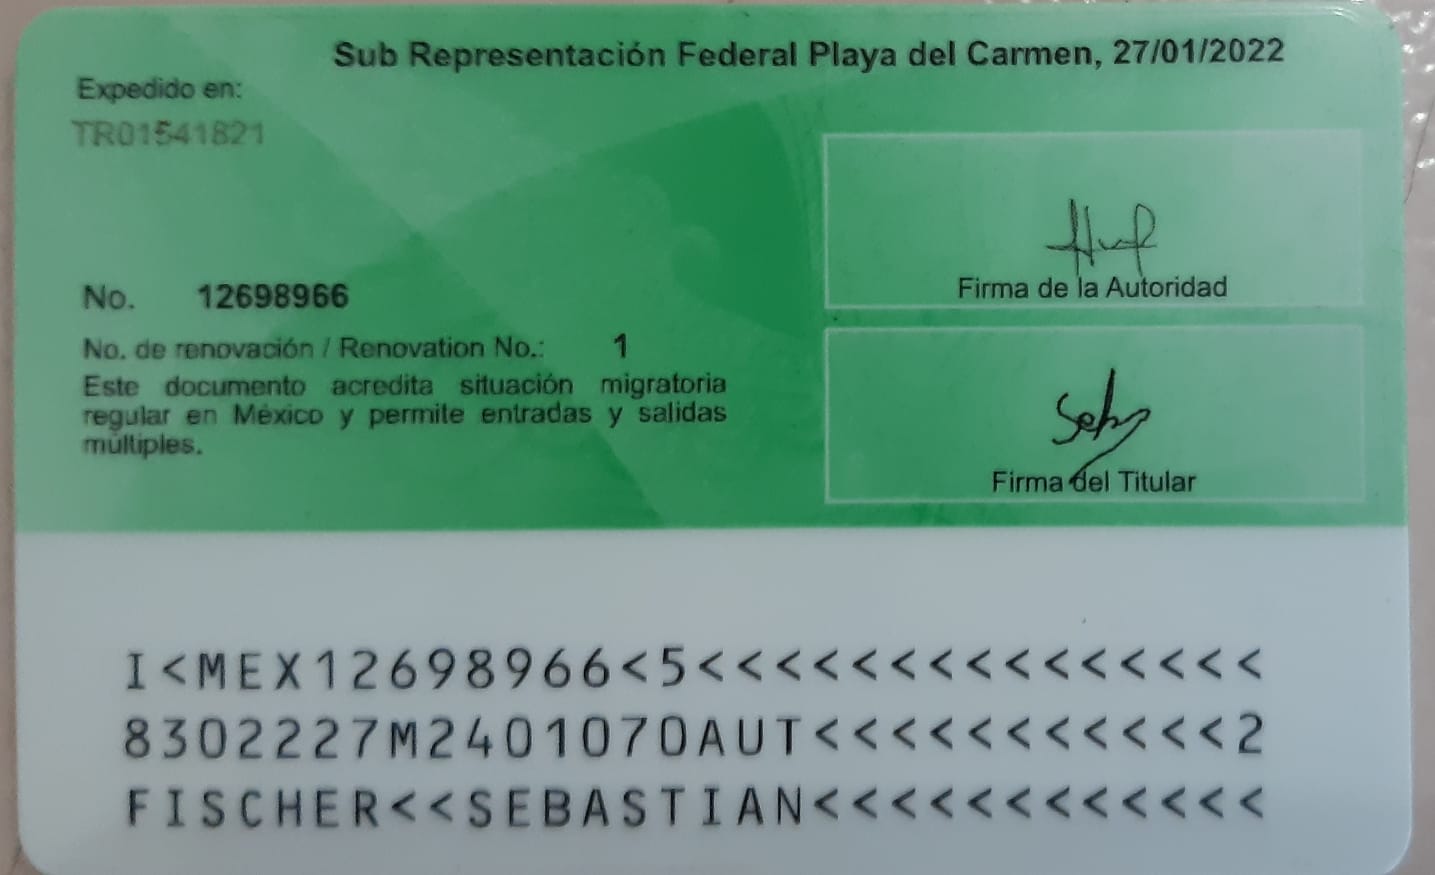 Sub Representación Federal Playa del Carmen, 27/01/2022
Expedido en:
TR01541821
Firma de la Autoridad
No. 12698966
No. de renovación / Renovation No.: 1
Este documento acredita situación migratoria
regular en México y permite entradas y salidas
múltiples.
Firma del Titular
I<MEX12698966<5<<<<<<<<<<<<<<<
8302227M2401070AUT<<<<<<<<<<<2
FISCHER<<SEBASTIAN<<<<<<<<<<<<